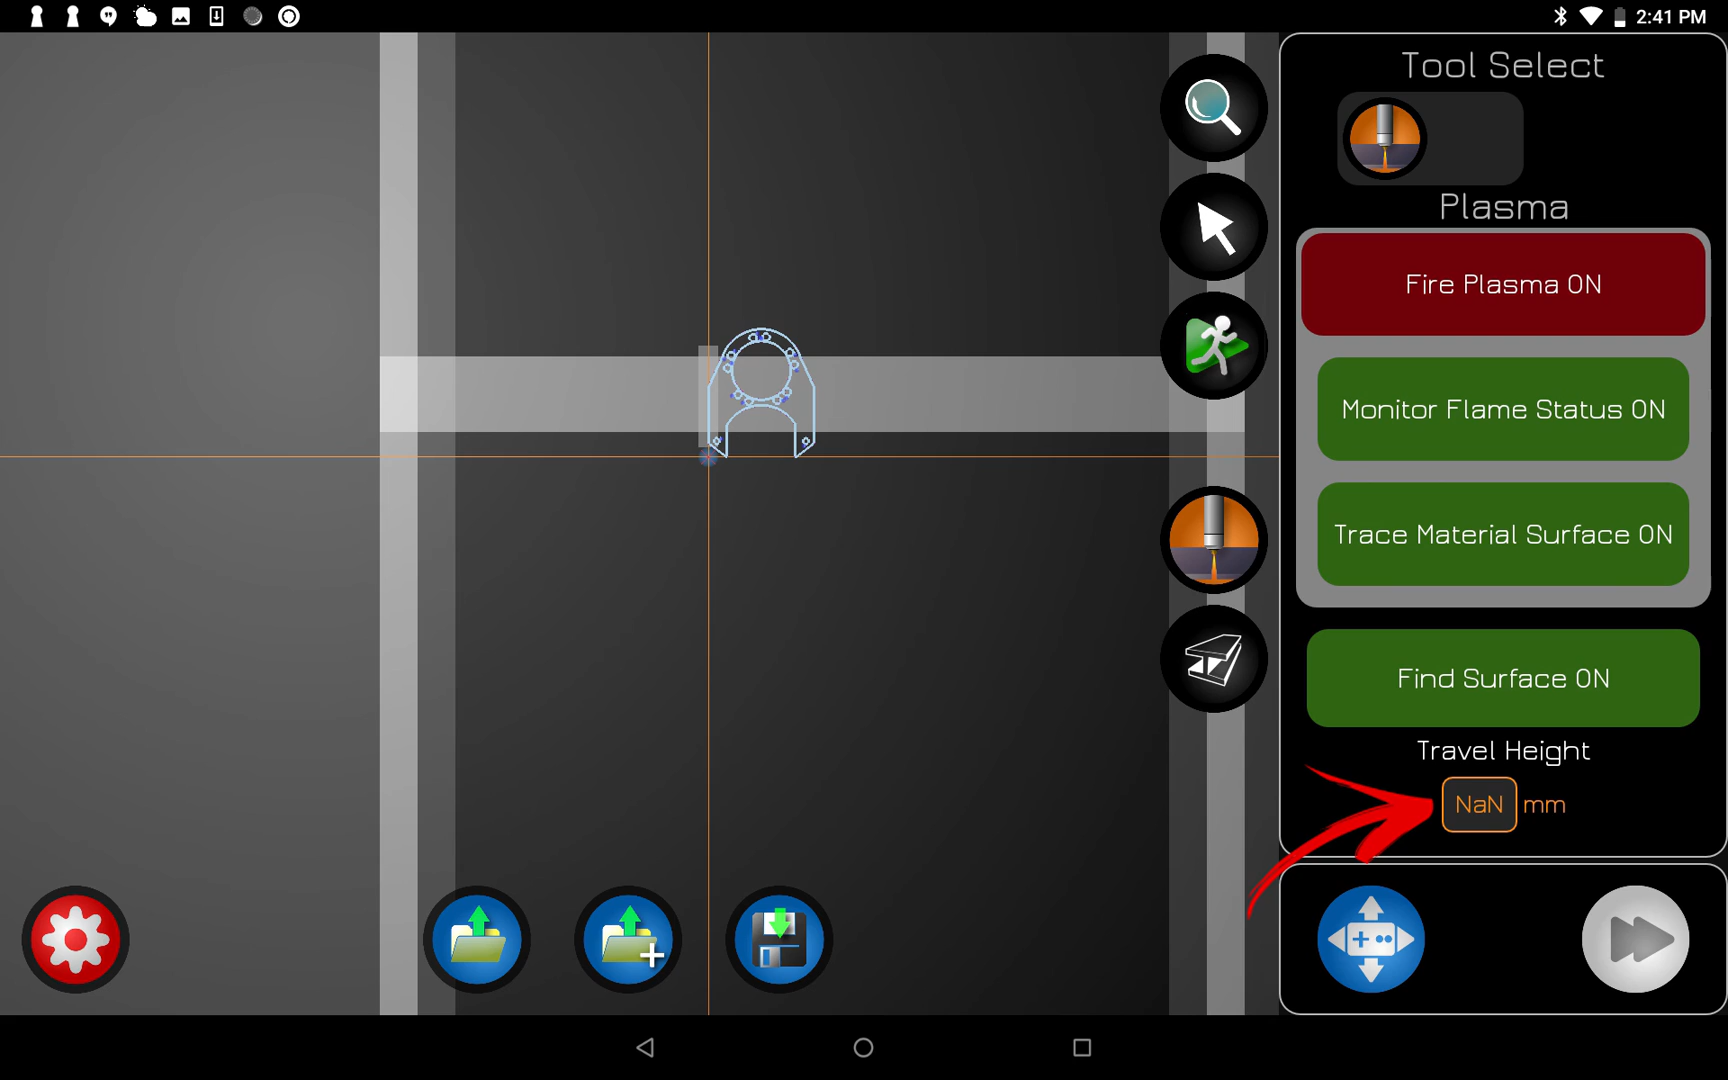 2:41 PM
Tool Select
Plasma
Fire Plasma ON
Monitor Flame Status ON
Trace Material Surface ON
Find Surface ON
Travel Height
NaN mm